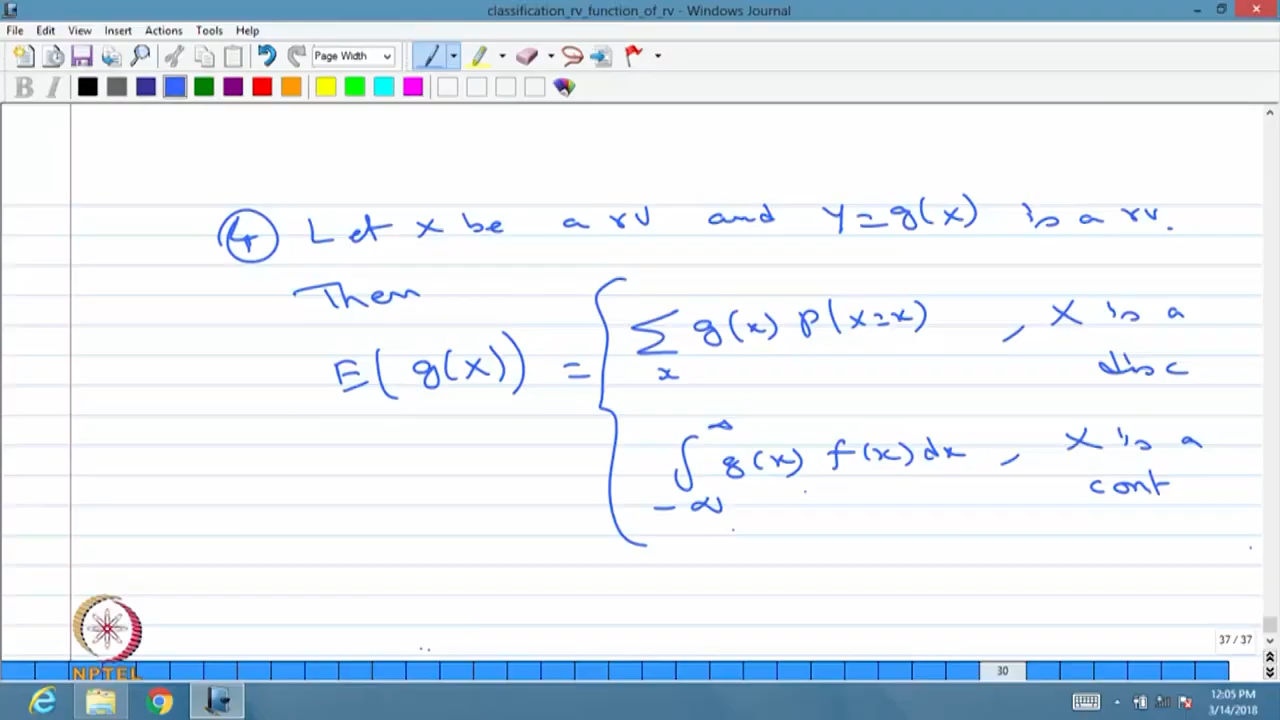 classification_rv_function_of_rv - Windows Journal
File Edit View Insert Actions Tools Help
Page Width
B I
④ Let X be a rv and Y=g(X) is a rv.
Then
E(g(X)) = { ∑ₓ g(x) P(X=x) , X is a
disc
∫_{-∞}^{∞} g(x) f(x)dx , X is a
cont
37 / 37
NPTEL
30
12:05 PM
3/14/2018